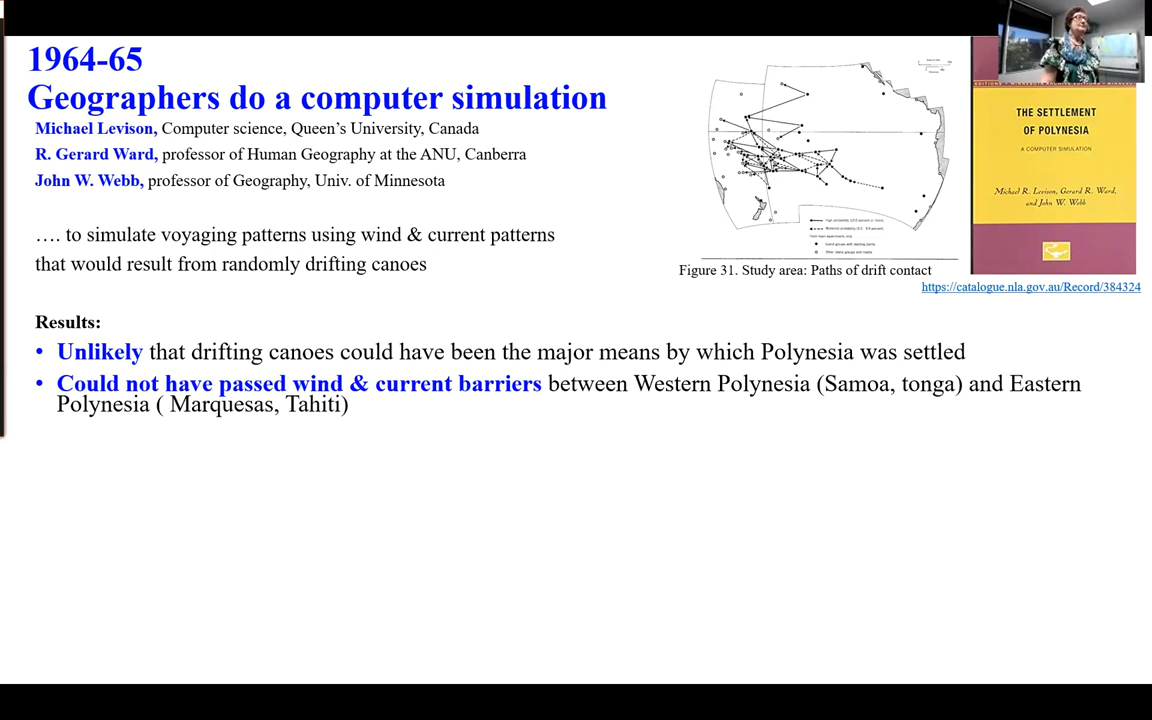 1964-65
Geographers do a computer simulation
Michael Levison, Computer science, Queen's University, Canada
R. Gerard Ward, professor of Human Geography at the ANU, Canberra
John W. Webb, professor of Geography, Univ. of Minnesota
…. to simulate voyaging patterns using wind & current patterns
that would result from randomly drifting canoes
Figure 31. Study area: Paths of drift contact
THE SETTLEMENT
OF POLYNESIA
A COMPUTER SIMULATION
Michael R. Levison, Gerard R. Ward,
and John W. Webb
https://catalogue.nla.gov.au/Record/384324
Results:
• Unlikely that drifting canoes could have been the major means by which Polynesia was settled
• Could not have passed wind & current barriers between Western Polynesia (Samoa, tonga) and Eastern
Polynesia ( Marquesas, Tahiti)